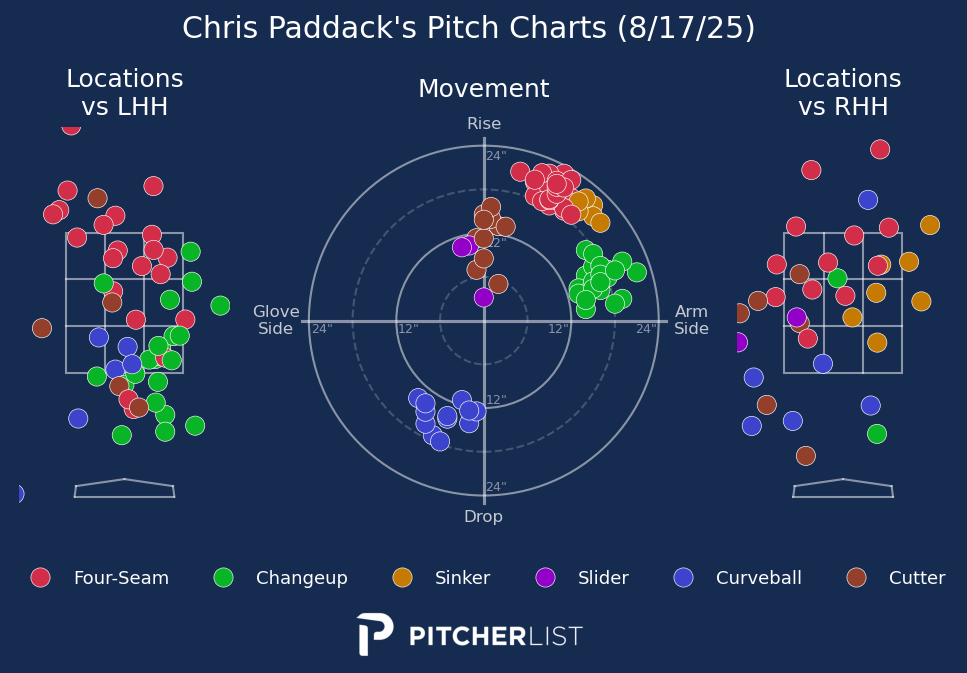 Chris Paddack's Pitch Charts (8/17/25)
Locations
vs LHH
Movement
Locations
vs RHH
Rise
24"
12"
Glove
Side
24"
12"
12"
24"
Arm
Side
12"
24"
Drop
Four-Seam
Changeup
Sinker
Slider
Curveball
Cutter
PITCHERLIST